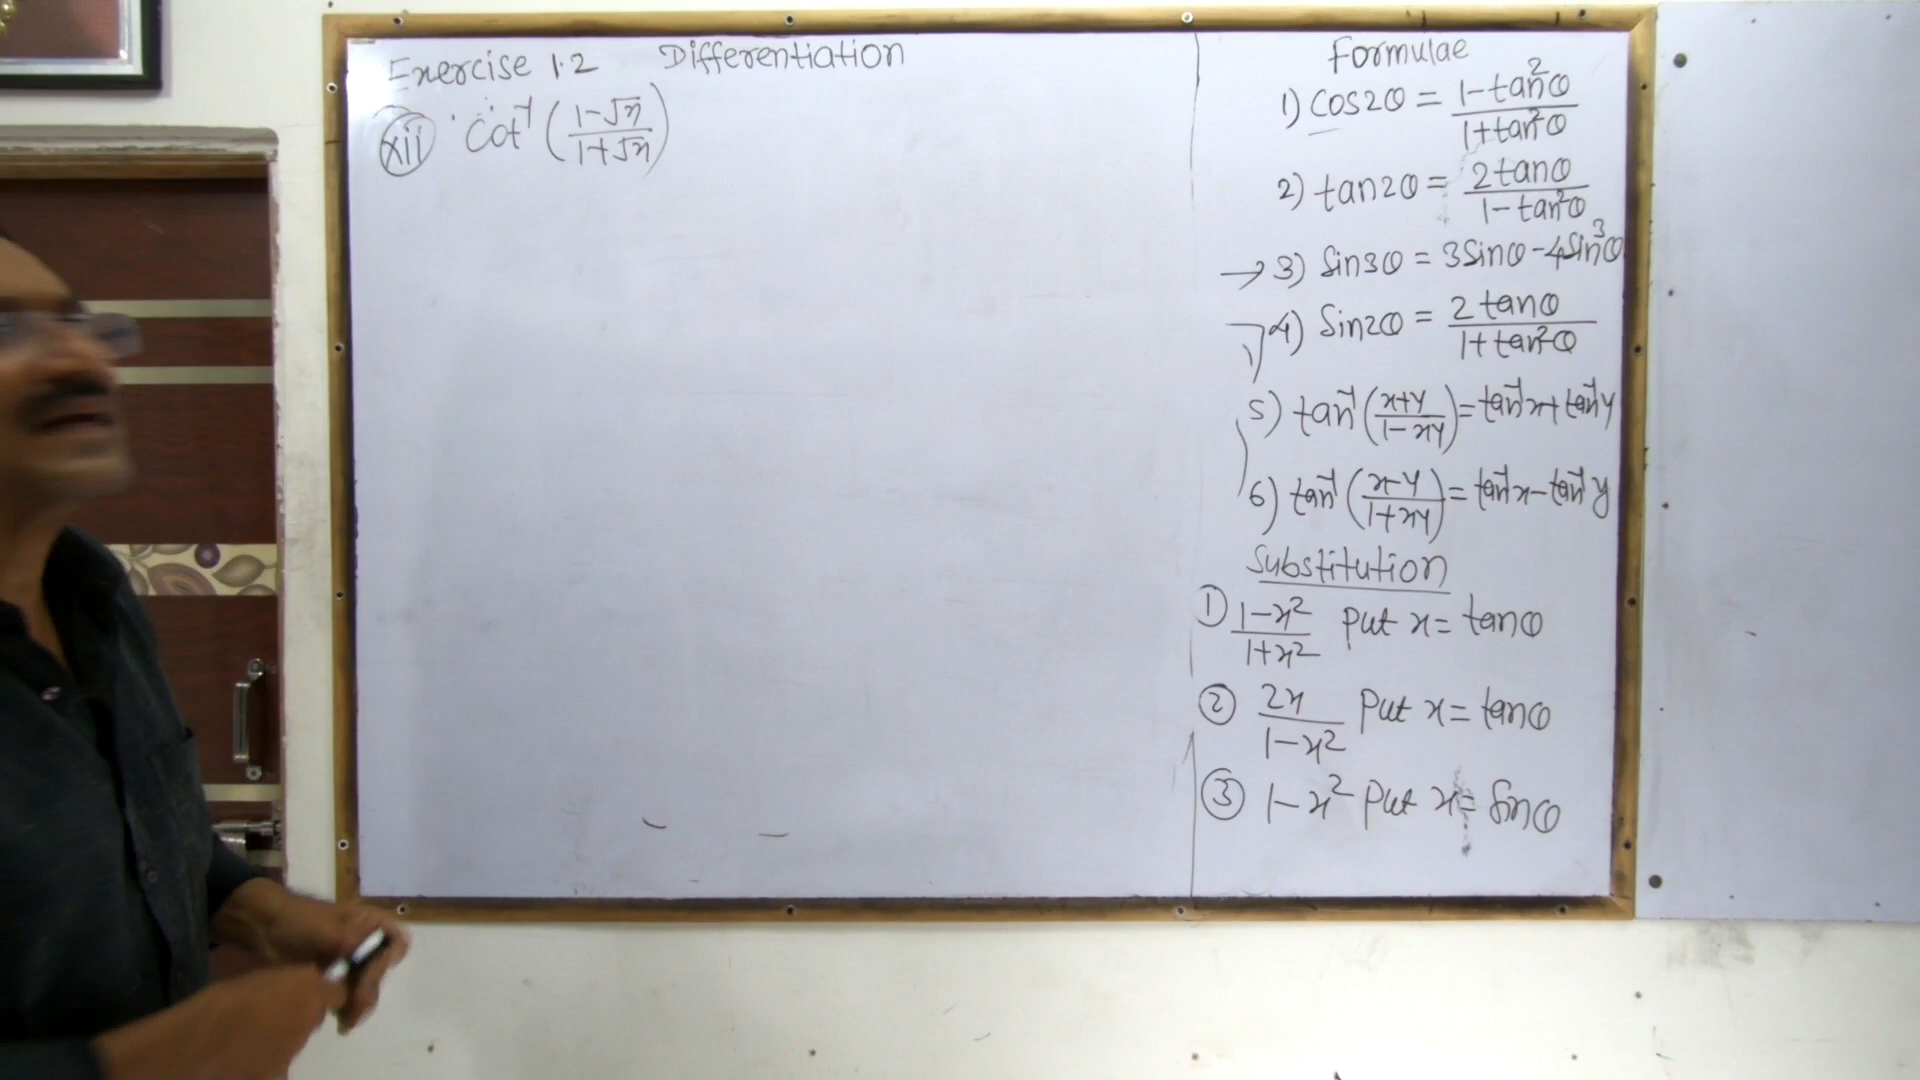 Exercise 1.2 Differentiation
(xii) Cot⁻¹ (1-√x / 1+√x)
Formulae
1) Cos2θ = 1-tan²θ / 1+tan²θ
2) tan2θ = 2tanθ / 1-tan²θ
→ 3) Sin3θ = 3Sinθ-4Sin³θ
4) Sin2θ = 2tanθ / 1+tan²θ
5) tan⁻¹ (x+y / 1-xy) = tan⁻¹x+tan⁻¹y
6) tan⁻¹ (x-y / 1+xy) = tan⁻¹x-tan⁻¹y
Substitution
① 1-x² / 1+x² Put x = tanθ
② 2x / 1-x² Put x = tanθ
③ 1-x² Put x = Sinθ